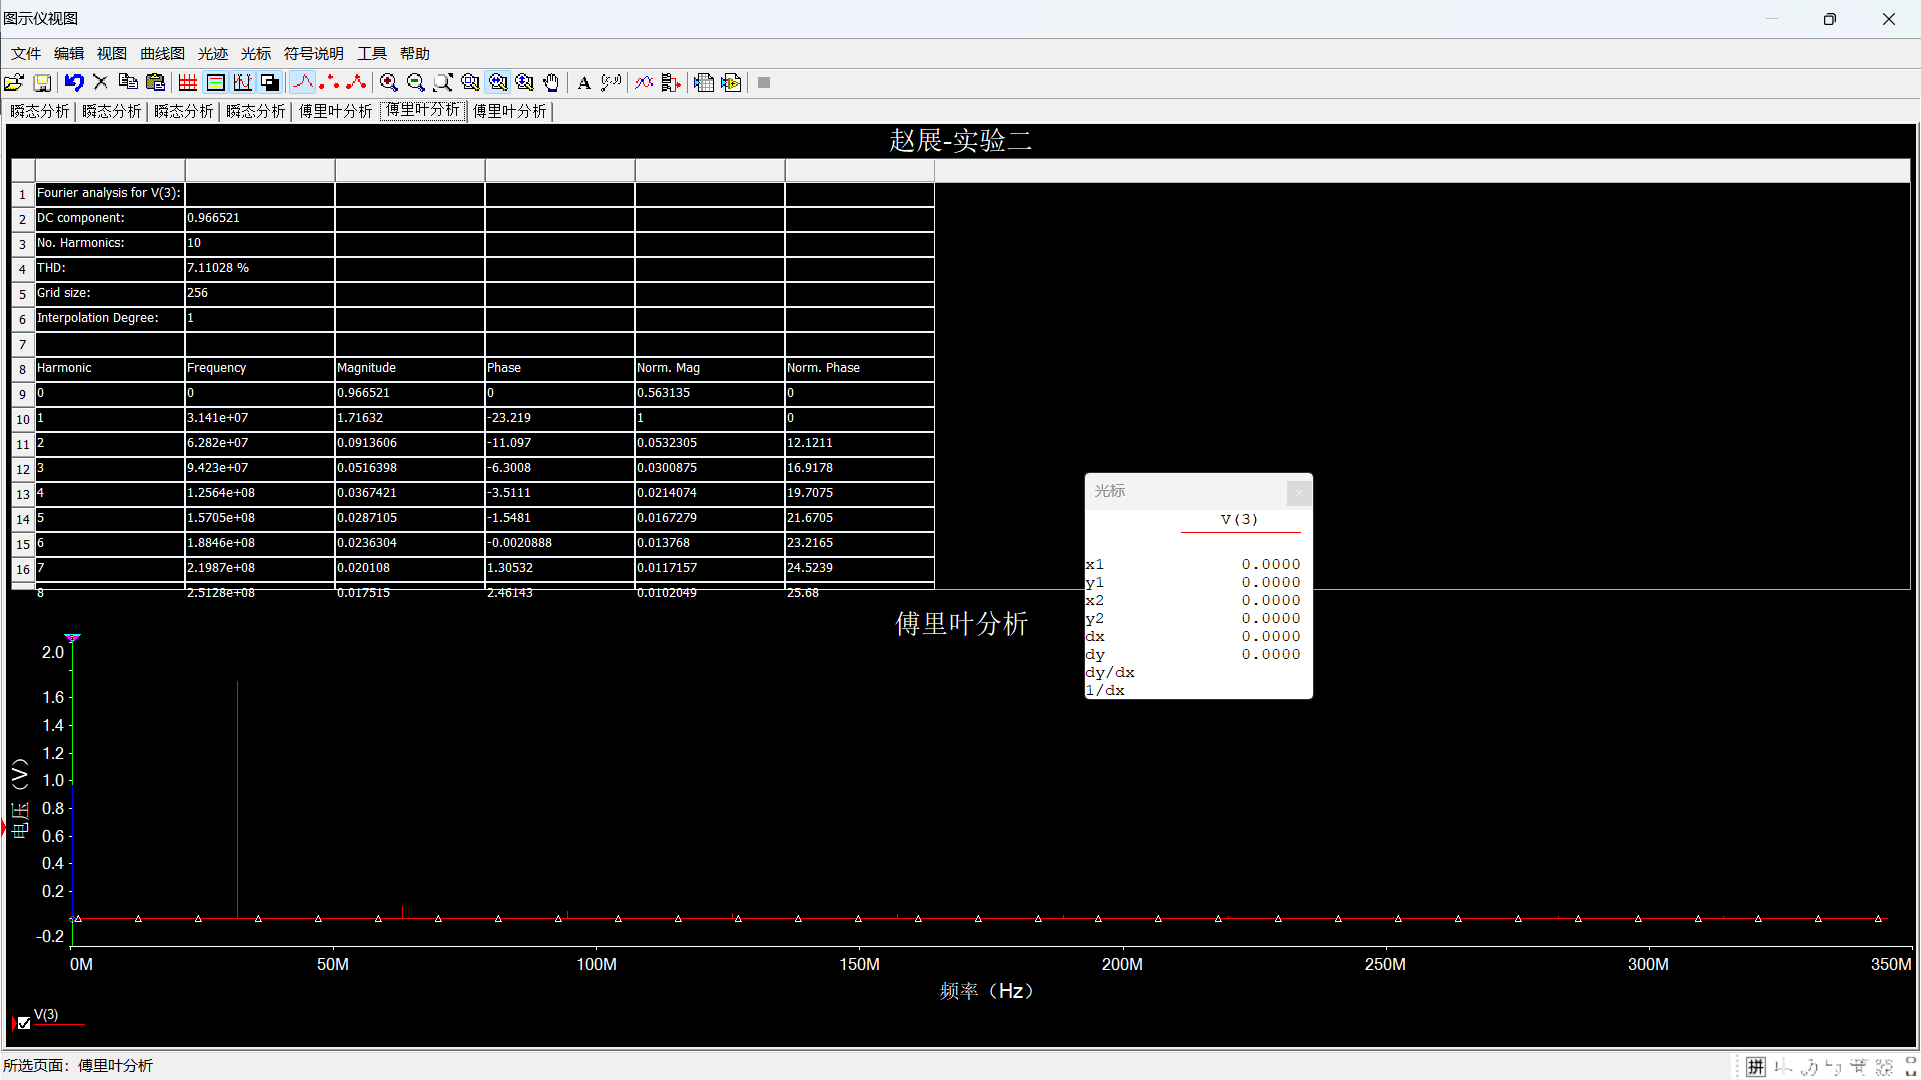 图示仪视图
文件 编辑 视图 曲线图 光迹 光标 符号说明 工具 帮助
瞬态分析 瞬态分析 瞬态分析 瞬态分析 傅里叶分析 傅里叶分析 傅里叶分析
赵展-实验二
1 Fourier analysis for V(3):
2 DC component: 0.966521
3 No. Harmonics: 10
4 THD: 7.11028 %
5 Grid size: 256
6 Interpolation Degree: 1
7
8 Harmonic Frequency Magnitude Phase Norm. Mag Norm. Phase
9 0 0 0.966521 0 0.563135 0
10 1 3.141e+07 1.71632 -23.219 1 0
11 2 6.282e+07 0.0913606 -11.097 0.0532305 12.1211
12 3 9.423e+07 0.0516398 -6.3008 0.0300875 16.9178
13 4 1.2564e+08 0.0367421 -3.5111 0.0214074 19.7075
14 5 1.5705e+08 0.0287105 -1.5481 0.0167279 21.6705
15 6 1.8846e+08 0.0236304 -0.0020888 0.013768 23.2165
16 7 2.1987e+08 0.020108 1.30532 0.0117157 24.5239
8 2.5128e+08 0.017515 2.46143 0.0102049 25.68
光标
V(3)
x1 0.0000
y1 0.0000
x2 0.0000
y2 0.0000
dx 0.0000
dy 0.0000
dy/dx
1/dx
傅里叶分析
电压（V）
2.0
1.6
1.4
1.2
1.0
0.8
0.6
0.4
0.2
-0.2
0M 50M 100M 150M 200M 250M 300M 350M
频率（Hz）
V(3)
所选页面：傅里叶分析
拼